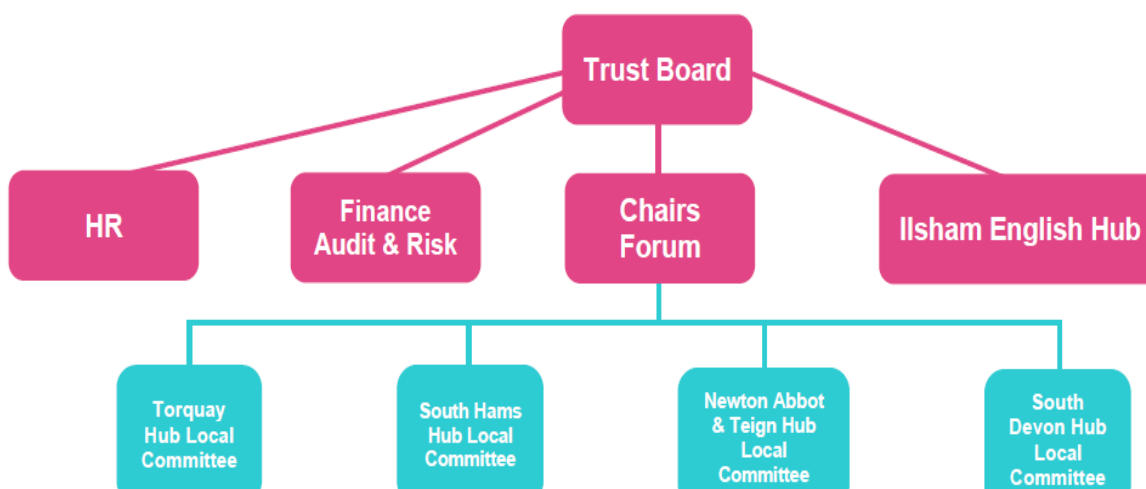 Trust Board
HR
Finance
Audit & Risk
Chairs
Forum
Ilsham English Hub
Torquay
Hub Local
Committee
South Hams
Hub Local
Committee
Newton Abbot
& Teign Hub
Local
Committee
South
Devon Hub
Local
Committee